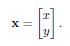 x = [x
y].